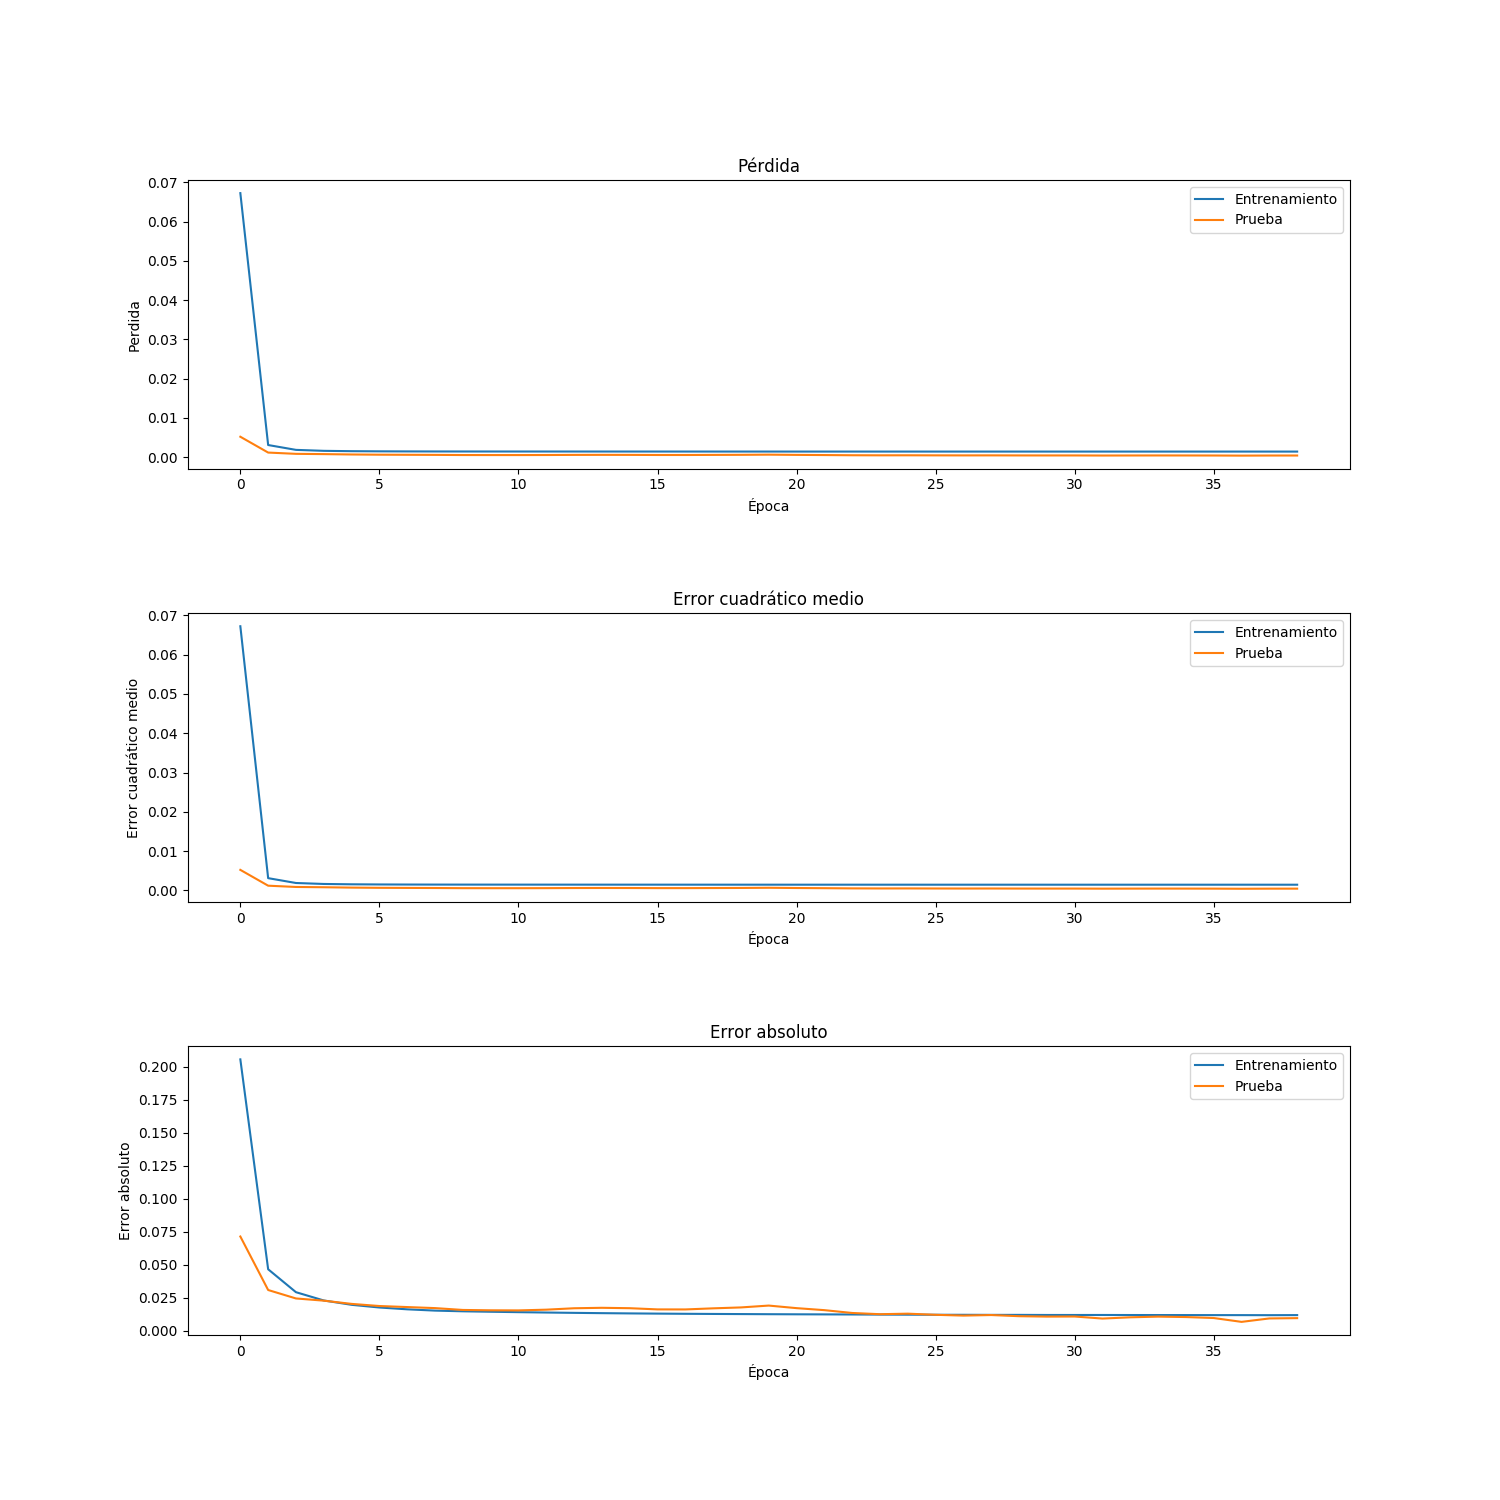 Pérdida
0.07
0.06
0.05
0.04
0.03
0.02
0.01
0.00
Perdida
Entrenamiento
Prueba
0 5 10 15 20 25 30 35
Época
Error cuadrático medio
0.07
0.06
0.05
0.04
0.03
0.02
0.01
0.00
Error cuadrático medio
Entrenamiento
Prueba
0 5 10 15 20 25 30 35
Época
Error absoluto
0.200
0.175
0.150
0.125
0.100
0.075
0.050
0.025
0.000
Error absoluto
Entrenamiento
Prueba
0 5 10 15 20 25 30 35
Época